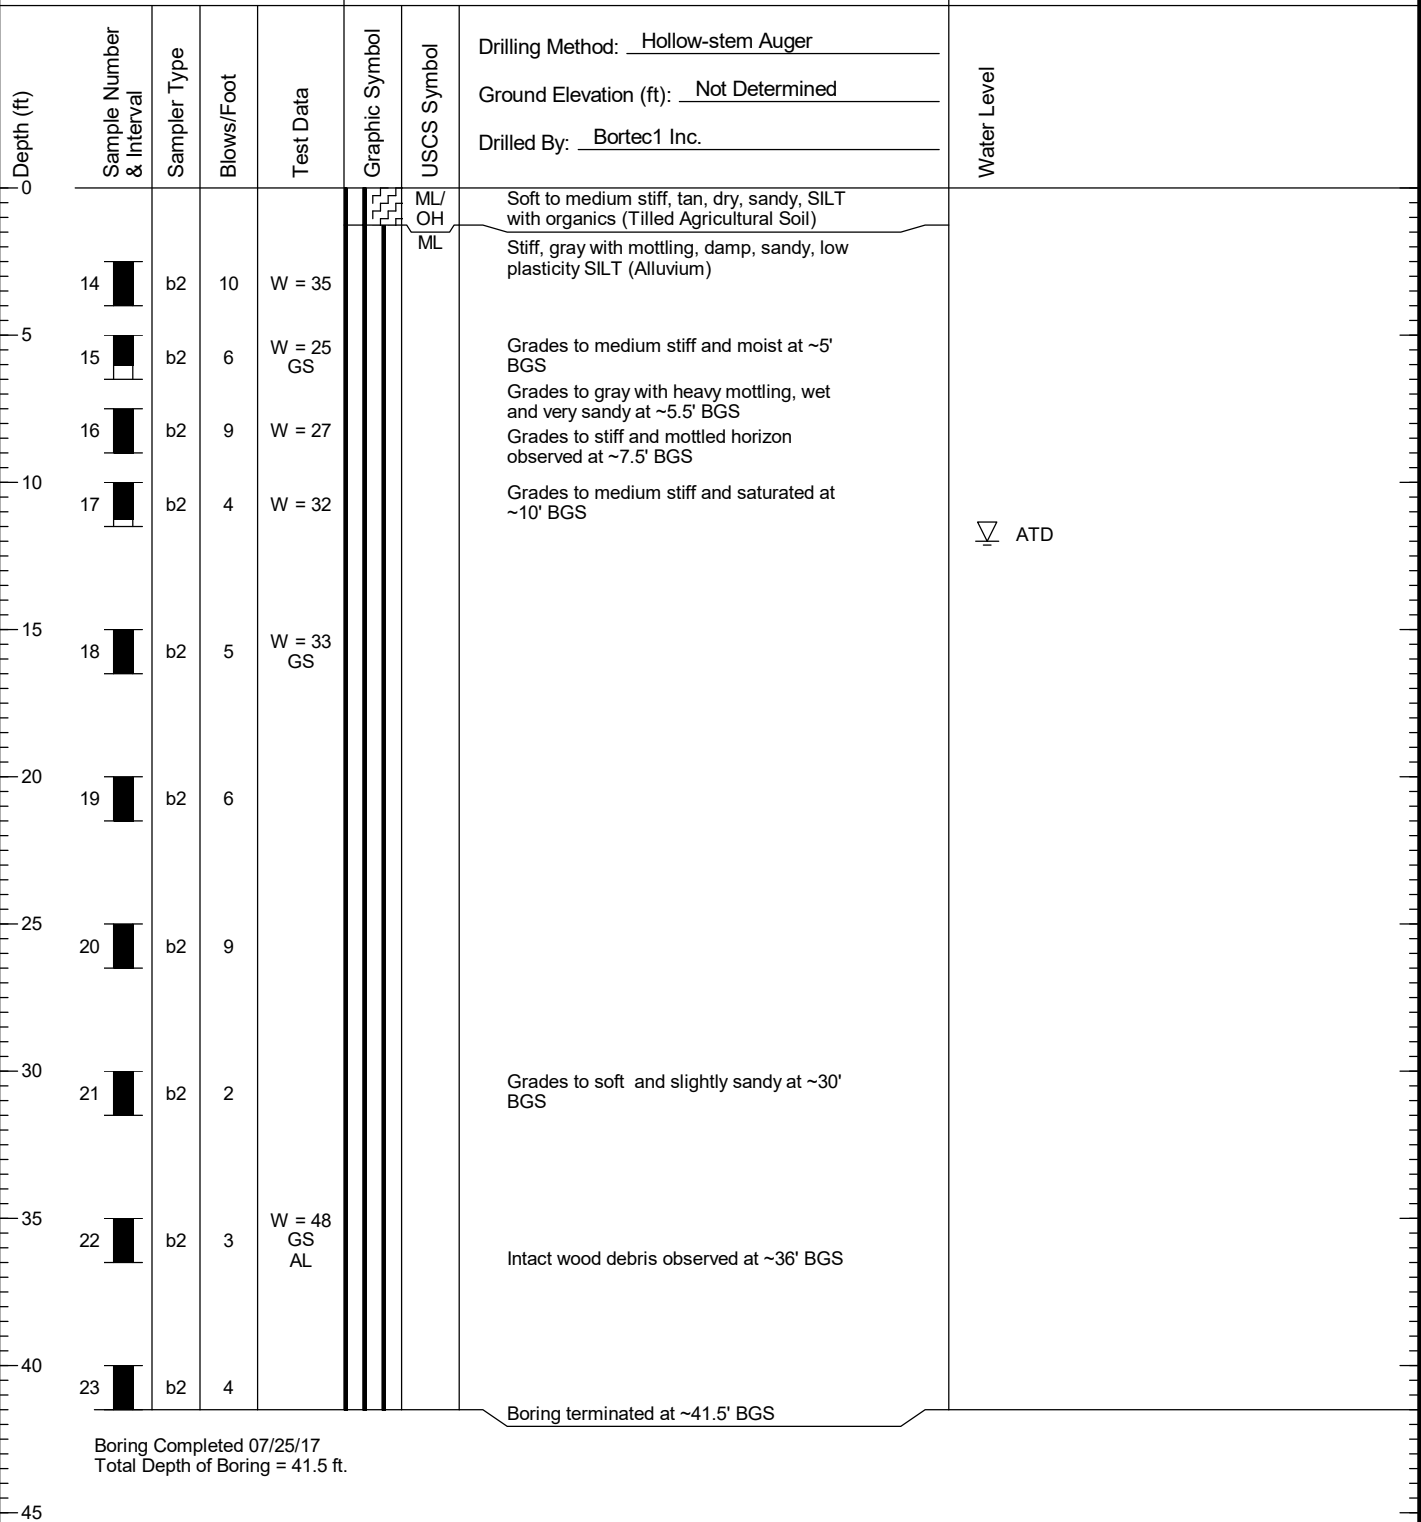 Depth (ft)
Sample Number
& Interval
Sampler Type
Blows/Foot
Test Data
Graphic Symbol
USCS Symbol
Drilling Method: Hollow-stem Auger
Ground Elevation (ft): Not Determined
Drilled By: Bortec1 Inc.
Water Level
0
ML/
OH
Soft to medium stiff, tan, dry, sandy, SILT
with organics (Tilled Agricultural Soil)
ML
Stiff, gray with mottling, damp, sandy, low
plasticity SILT (Alluvium)
14 b2 10 W = 35
5
15 b2 6 W = 25
GS
Grades to medium stiff and moist at ~5'
BGS
Grades to gray with heavy mottling, wet
and very sandy at ~5.5' BGS
16 b2 9 W = 27
Grades to stiff and mottled horizon
observed at ~7.5' BGS
10
17 b2 4 W = 32
Grades to medium stiff and saturated at
~10' BGS
ATD
15
18 b2 5 W = 33
GS
20
19 b2 6
25
20 b2 9
30
21 b2 2
Grades to soft  and slightly sandy at ~30'
BGS
35
22 b2 3 W = 48
GS
AL
Intact wood debris observed at ~36' BGS
40
23 b2 4
Boring terminated at ~41.5' BGS
Boring Completed 07/25/17
Total Depth of Boring = 41.5 ft.
45